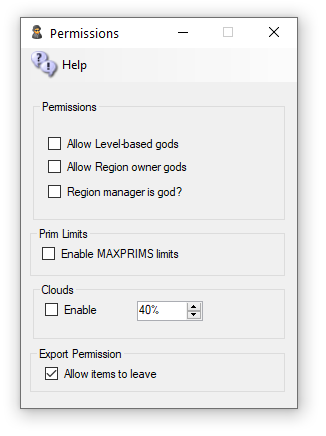 Permissions
Help
Permissions
Allow Level-based gods
Allow Region owner gods
Region manager is god?
Prim Limits
Enable MAXPRIMS limits
Clouds
Enable 40%
Export Permission
Allow items to leave